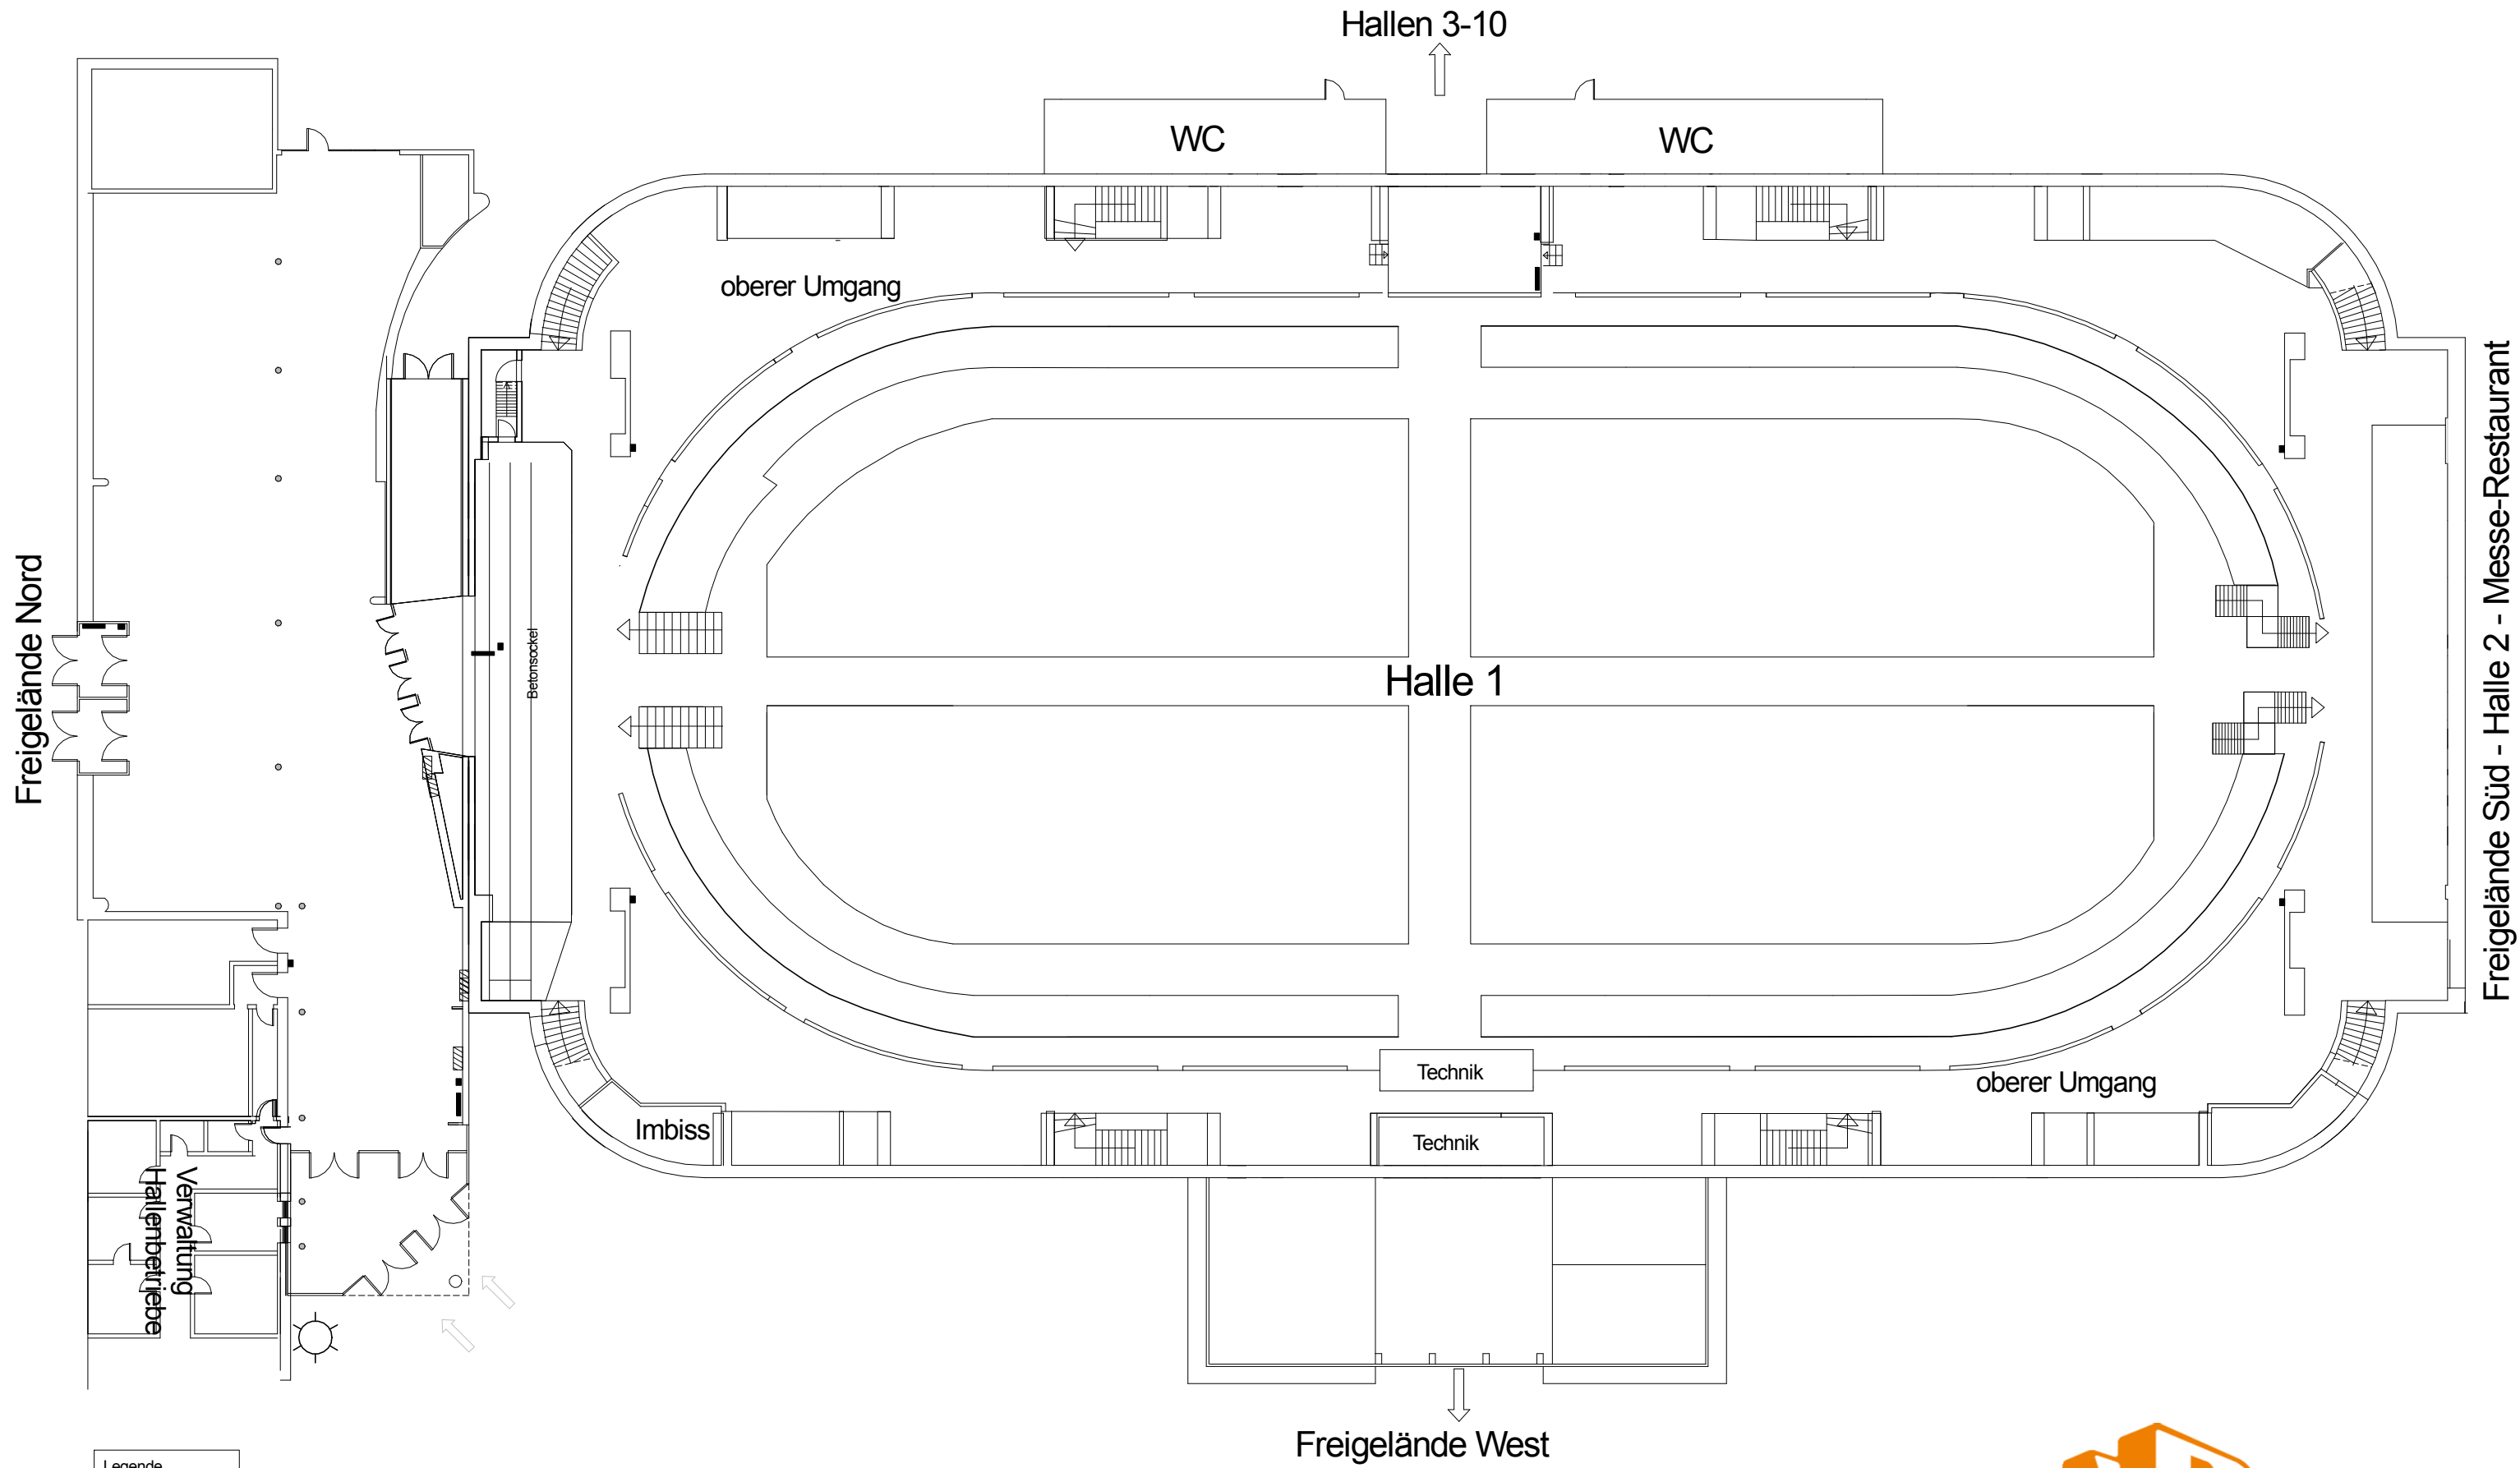 Hallen 3-10
WC
WC
oberer Umgang
Freigelände Nord
Betonsockel
Halle 1
Freigelände Süd - Halle 2 - Messe-Restaurant
Technik
oberer Umgang
Imbiss
Technik
Verwaltung
Hallenbetriebe
Freigelände West
Legende